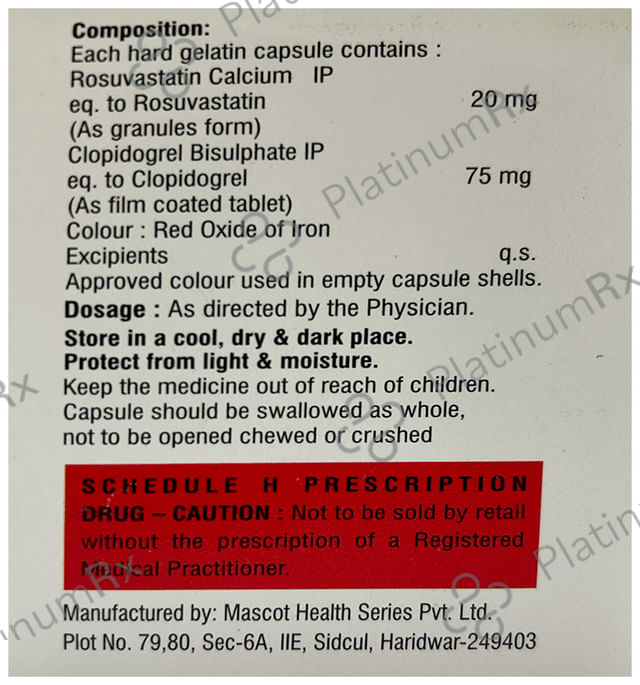 Composition:
Each hard gelatin capsule contains :
Rosuvastatin Calcium IP
eq. to Rosuvastatin 20 mg
(As granules form)
Clopidogrel Bisulphate IP
eq. to Clopidogrel 75 mg
(As film coated tablet)
Colour : Red Oxide of Iron
Excipients q.s.
Approved colour used in empty capsule shells.
Dosage : As directed by the Physician.
Store in a cool, dry & dark place.
Protect from light & moisture.
Keep the medicine out of reach of children.
Capsule should be swallowed as whole,
not to be opened chewed or crushed
SCHEDULE H PRESCRIPTION
DRUG – CAUTION : Not to be sold by retail
without the prescription of a Registered
Medical Practitioner.
Manufactured by: Mascot Health Series Pvt. Ltd.
Plot No. 79,80, Sec-6A, IIE, Sidcul, Haridwar-249403
PlatinumRx
PlatinumRx